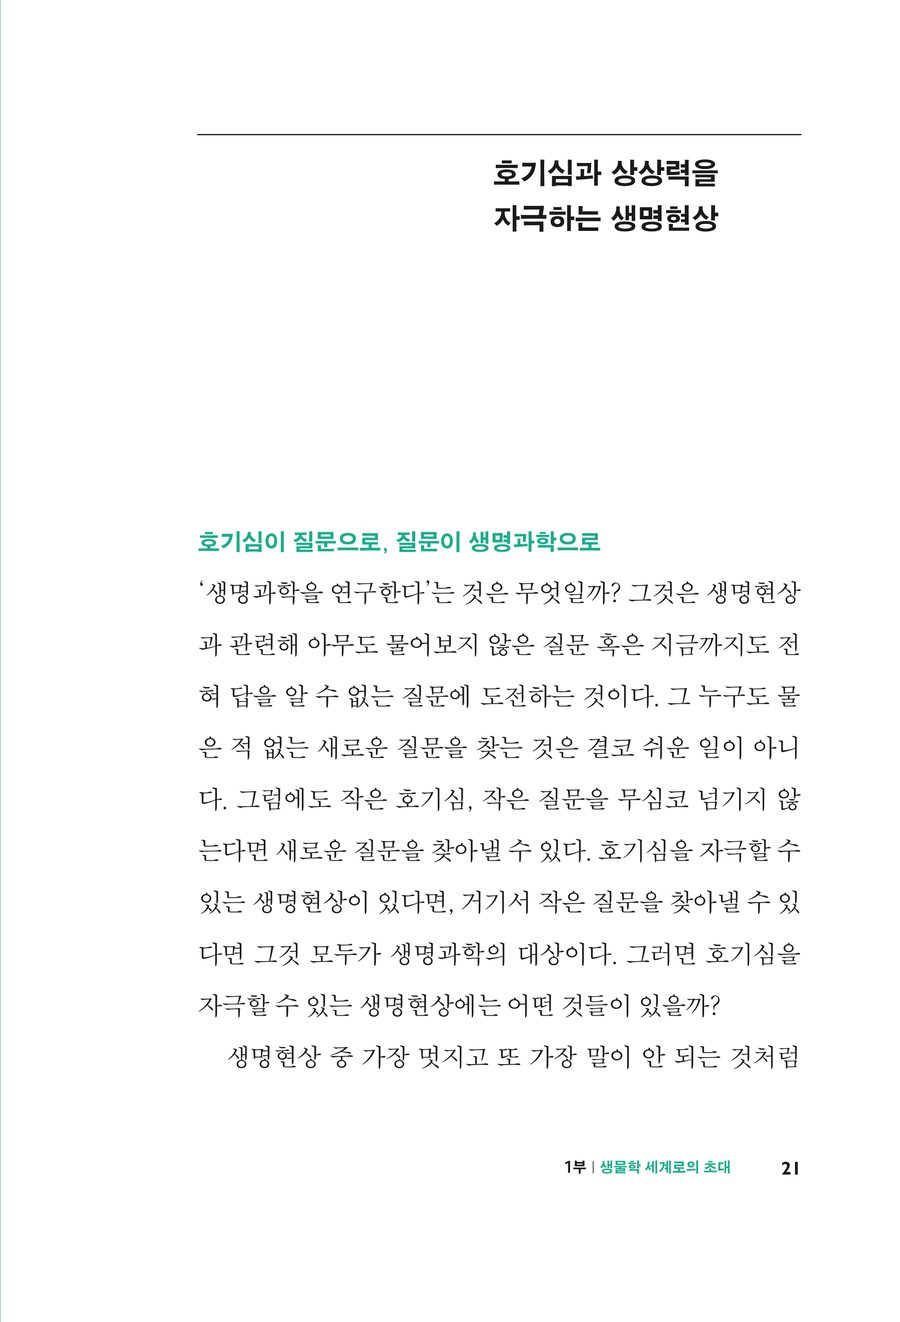 호기심과 상상력을
자극하는 생명현상
호기심이 질문으로, 질문이 생명과학으로
‘생명과학을 연구한다’는 것은 무엇일까? 그것은 생명현상
과 관련해 아무도 물어보지 않은 질문 혹은 지금까지도 전
혀 답을 알 수 없는 질문에 도전하는 것이다. 그 누구도 물
은 적 없는 새로운 질문을 찾는 것은 결코 쉬운 일이 아니
다. 그럼에도 작은 호기심, 작은 질문을 무심코 넘기지 않
는다면 새로운 질문을 찾아낼 수 있다. 호기심을 자극할 수
있는 생명현상이 있다면, 거기서 작은 질문을 찾아낼 수 있
다면 그것 모두가 생명과학의 대상이다. 그러면 호기심을
자극할 수 있는 생명현상에는 어떤 것들이 있을까?
생명현상 중 가장 멋지고 또 가장 말이 안 되는 것처럼
1부 | 생물학 세계로의 초대 21